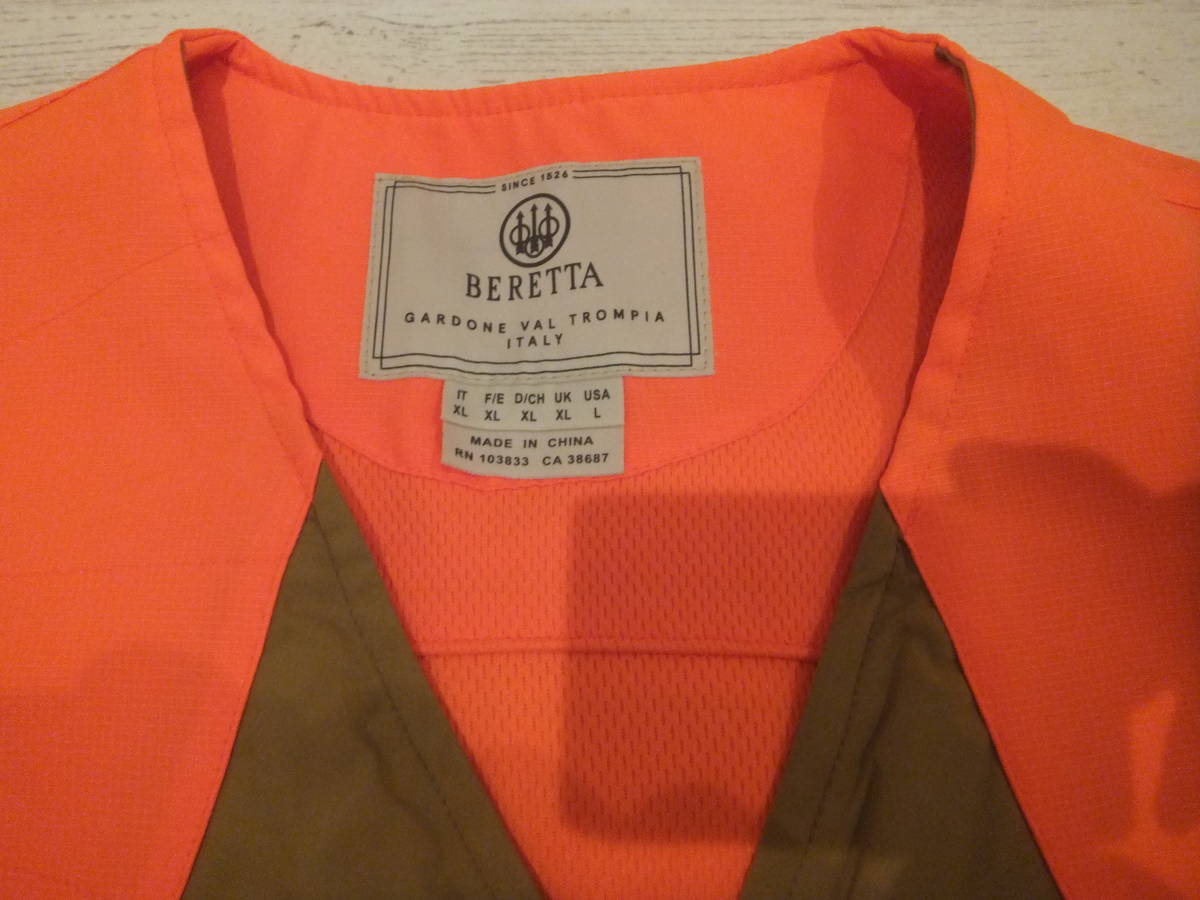 SINCE 1526
BERETTA
GARDONE VAL TROMPIA
ITALY
IT F/E D/CH UK USA
XL XL XL XL L
MADE IN CHINA
RN 103833 CA 38687